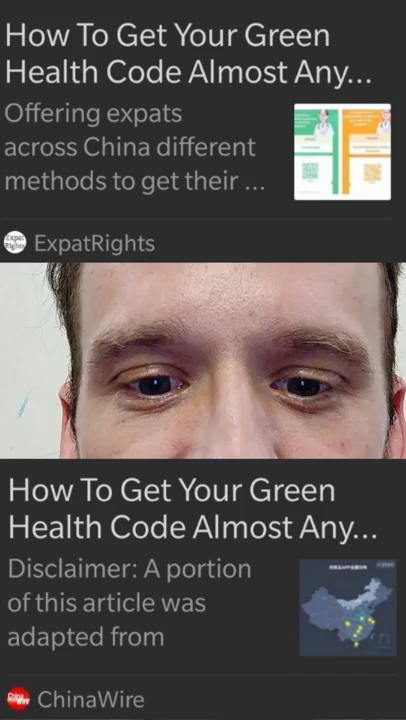 How To Get Your Green
Health Code Almost Any...
Offering expats
across China different
methods to get their ...
ExpatRights
How To Get Your Green
Health Code Almost Any...
Disclaimer: A portion
of this article was
adapted from
ChinaWire